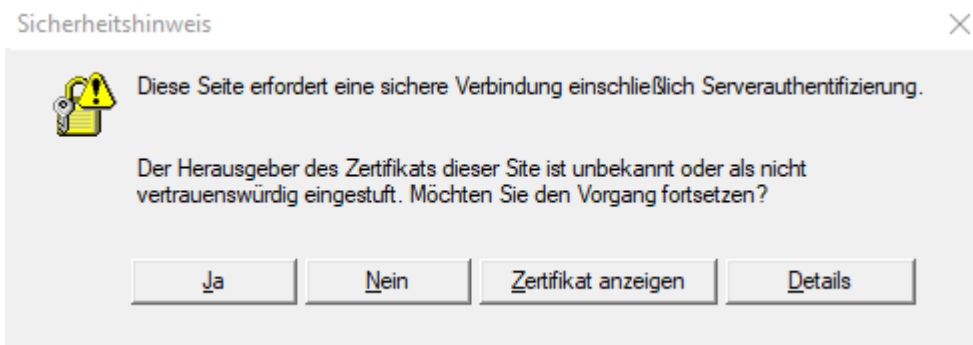 Sicherheitshinweis
Diese Seite erfordert eine sichere Verbindung einschließlich Serverauthentifizierung.
Der Herausgeber des Zertifikats dieser Site ist unbekannt oder als nicht
vertrauenswürdig eingestuft. Möchten Sie den Vorgang fortsetzen?
Ja Nein Zertifikat anzeigen Details